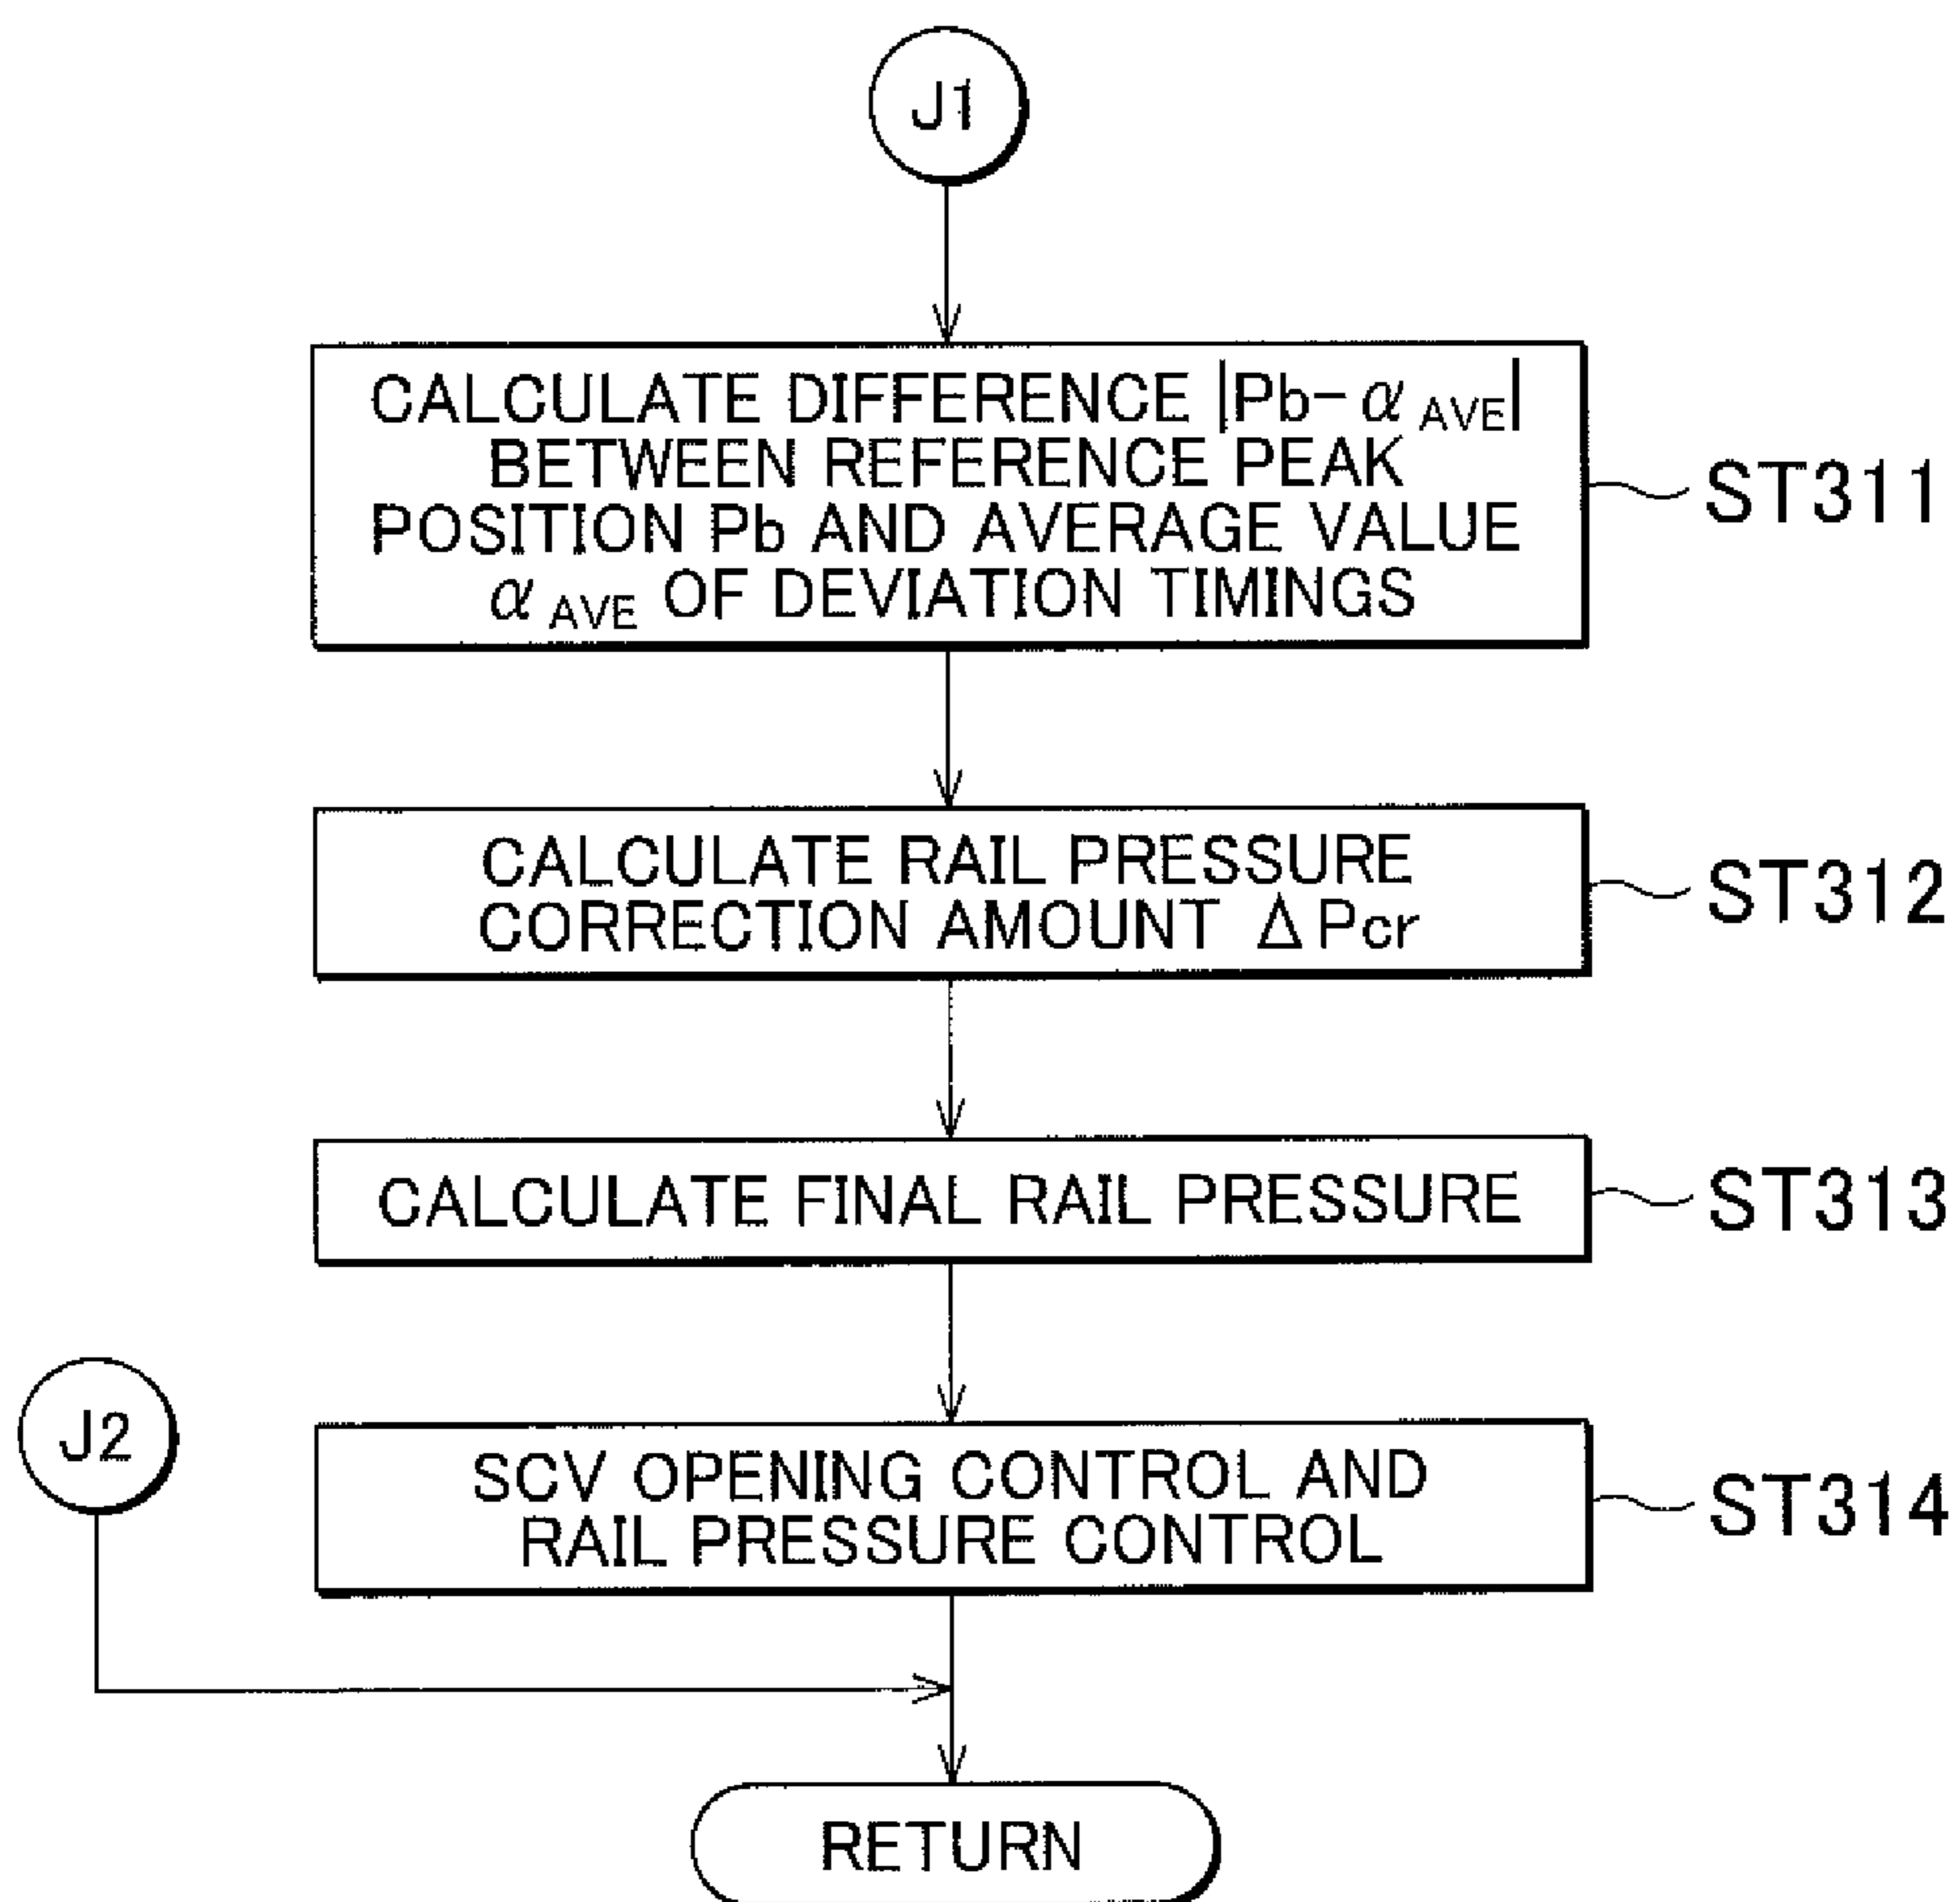 J1
CALCULATE DIFFERENCE |Pb-α AVE|
BETWEEN REFERENCE PEAK
POSITION Pb AND AVERAGE VALUE
α AVE OF DEVIATION TIMINGS
ST311
CALCULATE RAIL PRESSURE
CORRECTION AMOUNT ΔPcr
ST312
CALCULATE FINAL RAIL PRESSURE
ST313
J2
SCV OPENING CONTROL AND
RAIL PRESSURE CONTROL
ST314
RETURN